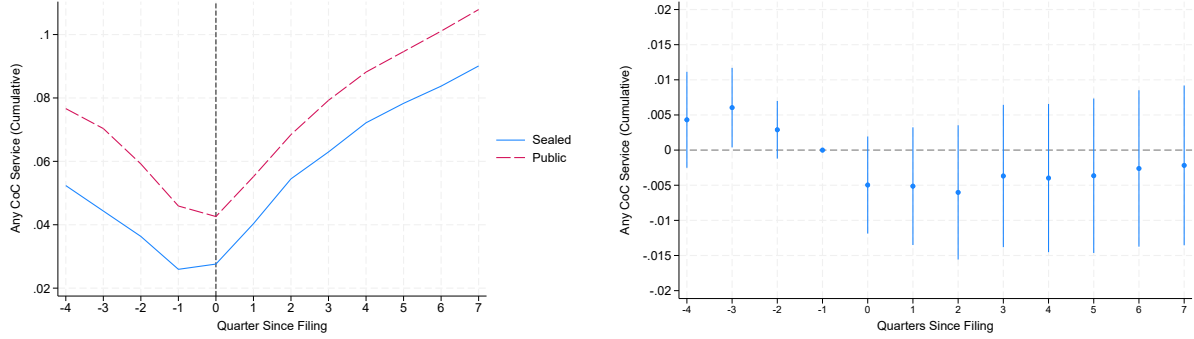 Any CoC Service (Cumulative)
.1
.08
.06
.04
.02
-4 -3 -2 -1 0 1 2 3 4 5 6 7
Quarter Since Filing
Sealed
Public
Any CoC Service (Cumulative)
.02
.015
.01
.005
0
-.005
-.01
-.015
-.02
-4 -3 -2 -1 0 1 2 3 4 5 6 7
Quarters Since Filing